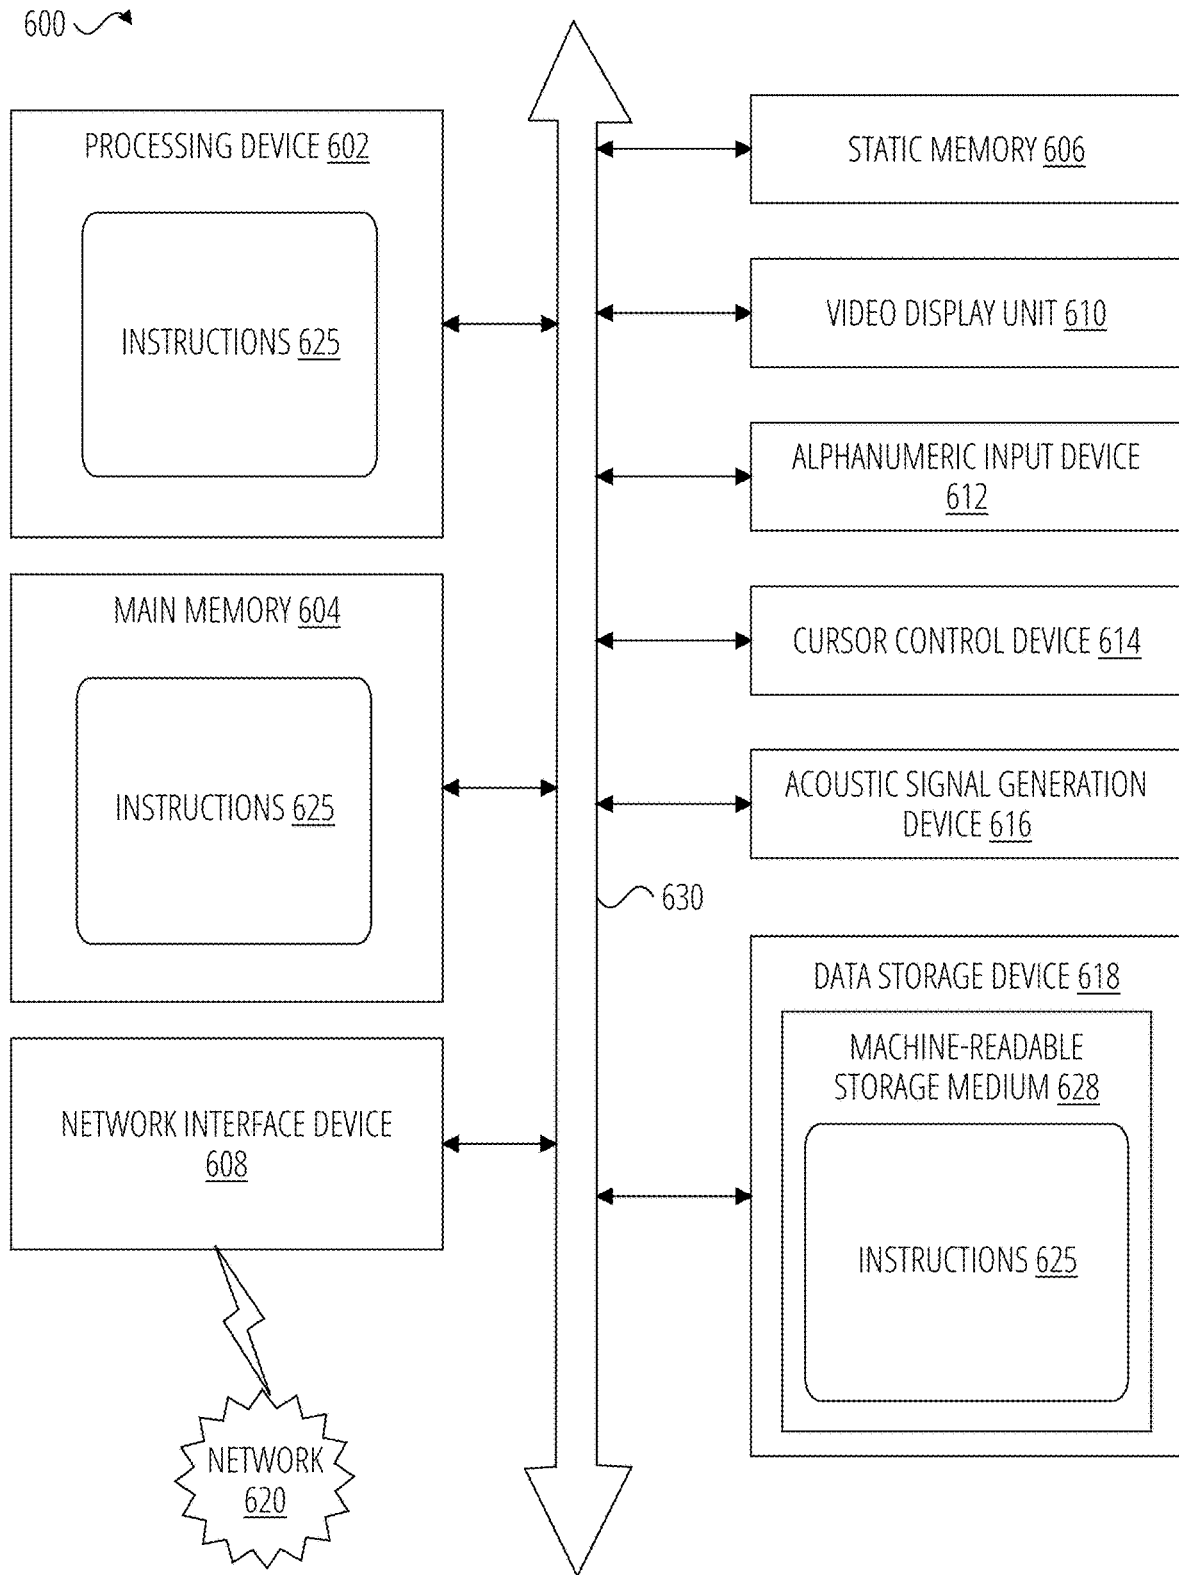 600
PROCESSING DEVICE 602
INSTRUCTIONS 625
MAIN MEMORY 604
INSTRUCTIONS 625
NETWORK INTERFACE DEVICE
608
NETWORK
620
STATIC MEMORY 606
VIDEO DISPLAY UNIT 610
ALPHANUMERIC INPUT DEVICE
612
CURSOR CONTROL DEVICE 614
ACOUSTIC SIGNAL GENERATION
DEVICE 616
630
DATA STORAGE DEVICE 618
MACHINE-READABLE
STORAGE MEDIUM 628
INSTRUCTIONS 625